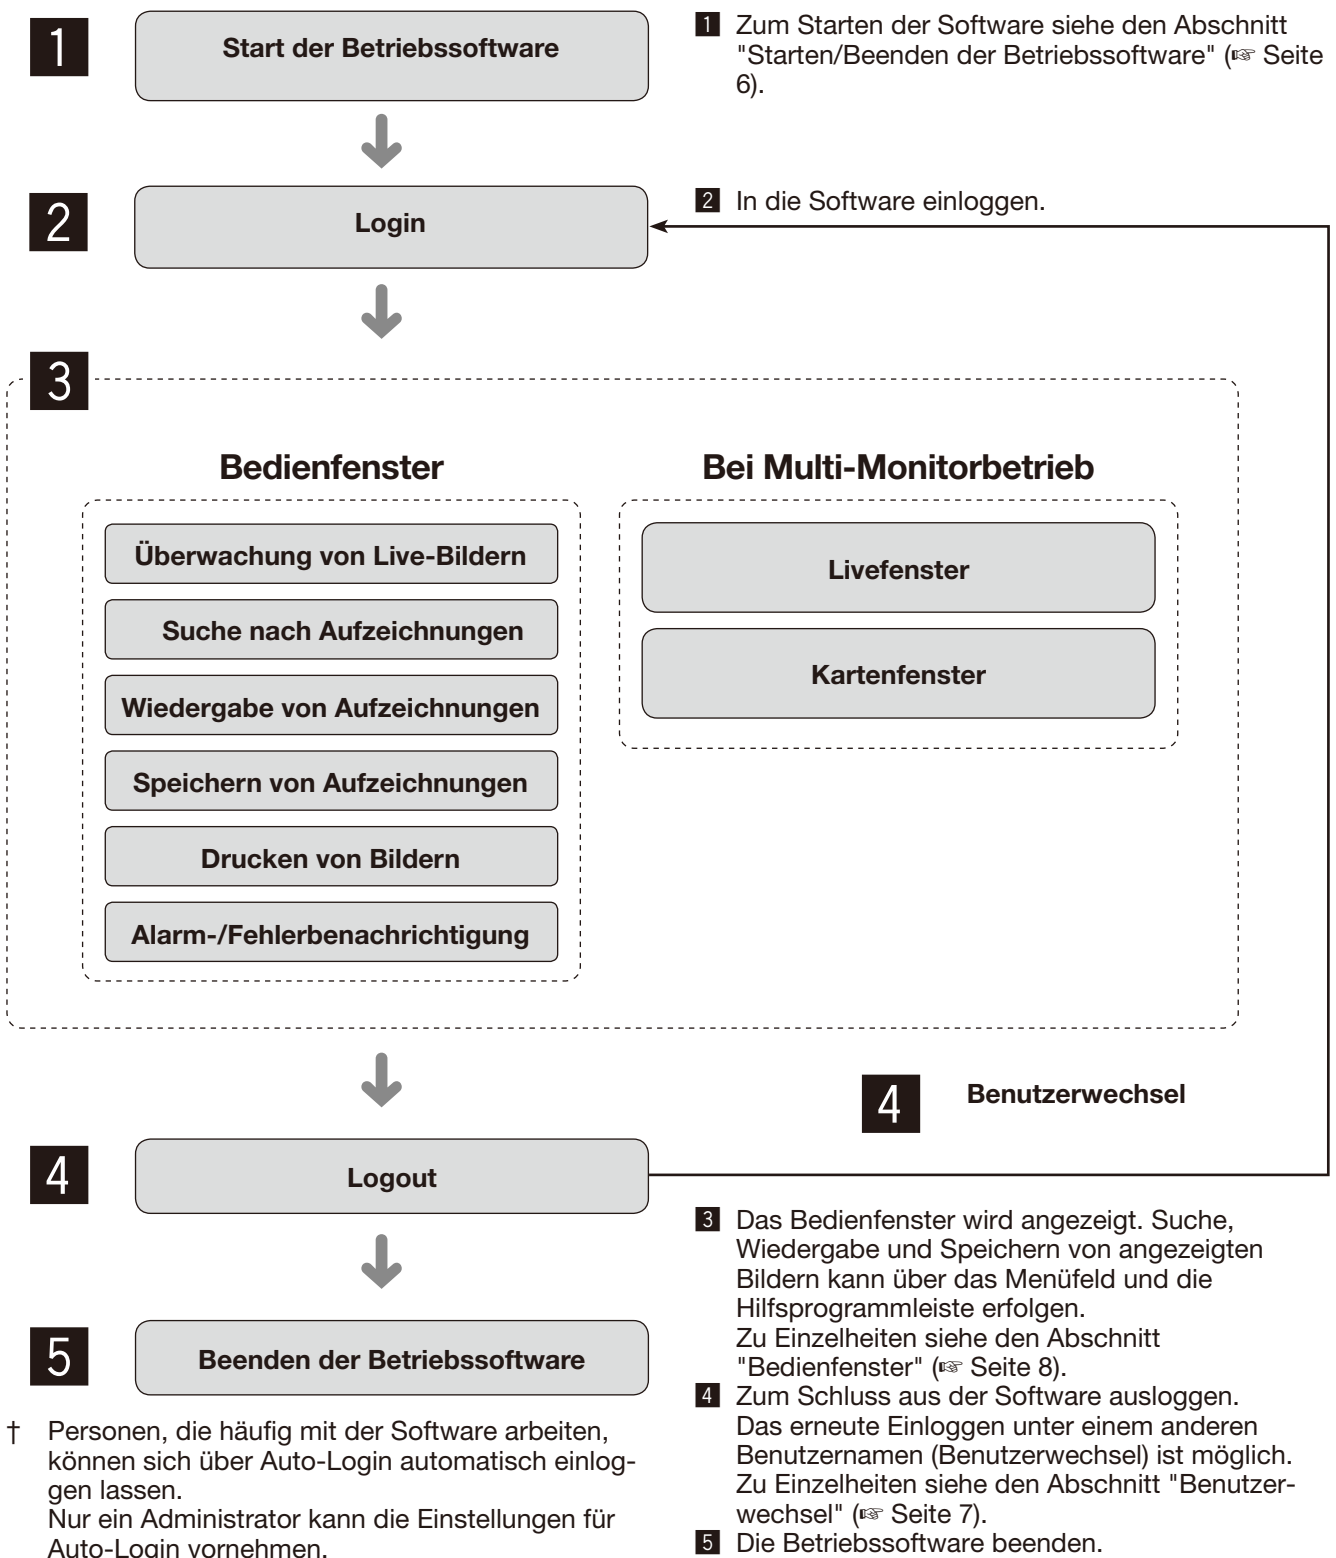 1
Start der Betriebssoftware
1 Zum Starten der Software siehe den Abschnitt
"Starten/Beenden der Betriebssoftware" (☞ Seite
6).
2
Login
2 In die Software einloggen.
3
Bedienfenster
Überwachung von Live-Bildern
Suche nach Aufzeichnungen
Wiedergabe von Aufzeichnungen
Speichern von Aufzeichnungen
Drucken von Bildern
Alarm-/Fehlerbenachrichtigung
Bei Multi-Monitorbetrieb
Livefenster
Kartenfenster
4 Benutzerwechsel
4
Logout
5
Beenden der Betriebssoftware
† Personen, die häufig mit der Software arbeiten,
können sich über Auto-Login automatisch einlog-
gen lassen.
Nur ein Administrator kann die Einstellungen für
Auto-Login vornehmen.
3 Das Bedienfenster wird angezeigt. Suche,
Wiedergabe und Speichern von angezeigten
Bildern kann über das Menüfeld und die
Hilfsprogrammleiste erfolgen.
Zu Einzelheiten siehe den Abschnitt
"Bedienfenster" (☞ Seite 8).
4 Zum Schluss aus der Software ausloggen.
Das erneute Einloggen unter einem anderen
Benutzernamen (Benutzerwechsel) ist möglich.
Zu Einzelheiten siehe den Abschnitt "Benutzer-
wechsel" (☞ Seite 7).
5 Die Betriebssoftware beenden.